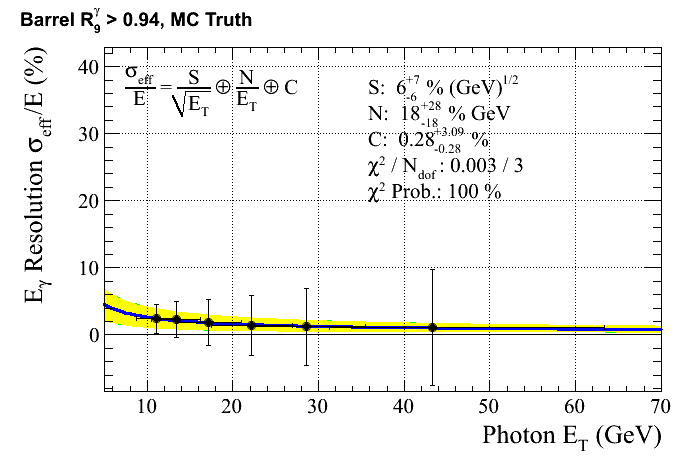 Barrel R₉^γ > 0.94, MC Truth
E_γ Resolution σ_eff/E (%)
σ_eff/E = S/√E_T ⊕ N/E_T ⊕ C
S: 6 +7 -6 % (GeV)^1/2
N: 18 +28 -18 % GeV
C: 0.28 +3.09 -0.28 %
χ² / N_dof : 0.003 / 3
χ² Prob.: 100 %
40
30
20
10
0
10 20 30 40 50 60 70
Photon E_T (GeV)